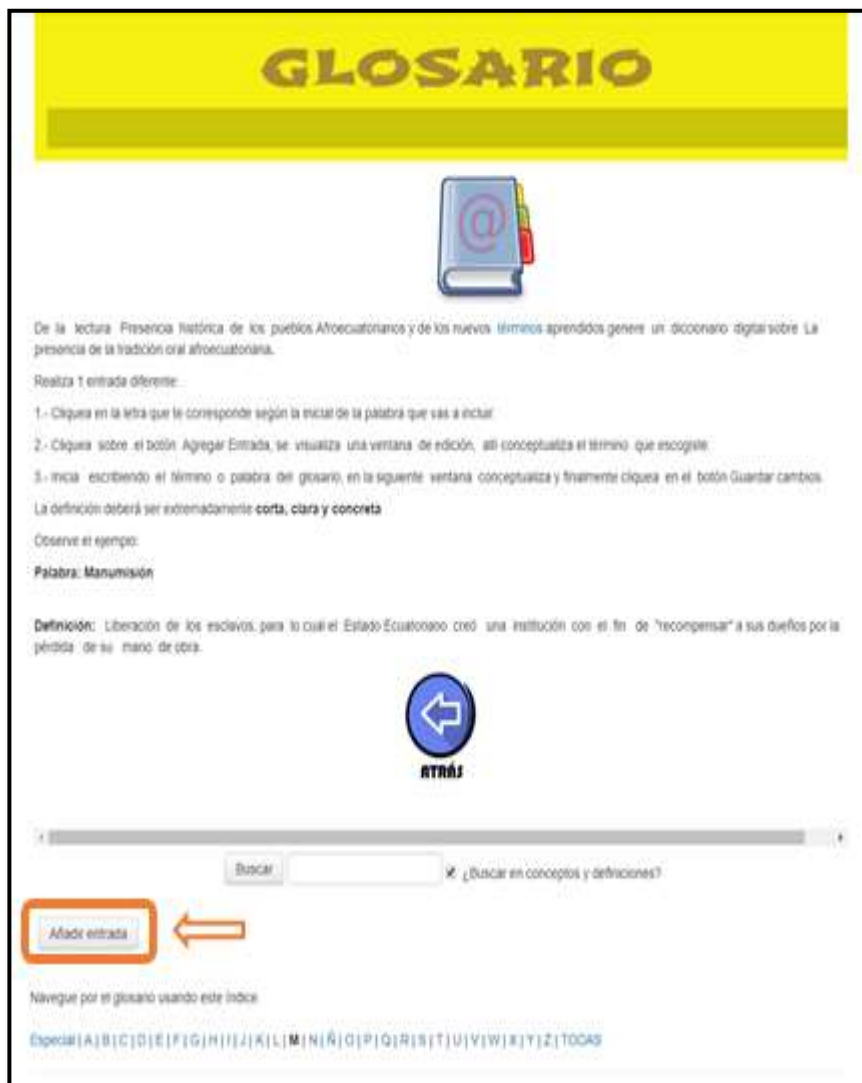 GLOSARIO
@
De la lectura Presencia histórica de los pueblos Afroecuatorianos y de los nuevos términos aprendidos genere un diccionario digital sobre La
presencia de la tradición oral afroecuatoriana.
Realiza 1 entrada diferente:
1.- Cliquea en la letra que te corresponde según la inicial de la palabra que vas a incluir
2.- Cliquea sobre el botón Agregar Entrada, se visualiza una ventana de edición, allí conceptualiza el término que escogiste.
3.- Inicia escribiendo el término o palabra del glosario, en la siguiente ventana conceptualiza y finalmente cliquea en el botón Guardar cambios.
La definición deberá ser extremadamente corta, clara y concreta
Observe el ejemplo:
Palabra: Manumisión
Definición: Liberación de los esclavos, para lo cual el Estado Ecuatoriano creó una institución con el fin de "recompensar" a sus dueños por la
pérdida de su mano de obra.
ATRÁS
Buscar ¿Buscar en conceptos y definiciones?
Añadir entrada
Navegue por el glosario usando este índice.
Especial | A | B | C | D | E | F | G | H | I | J | K | L | M | N | Ñ | O | P | Q | R | S | T | U | V | W | X | Y | Z | TODAS